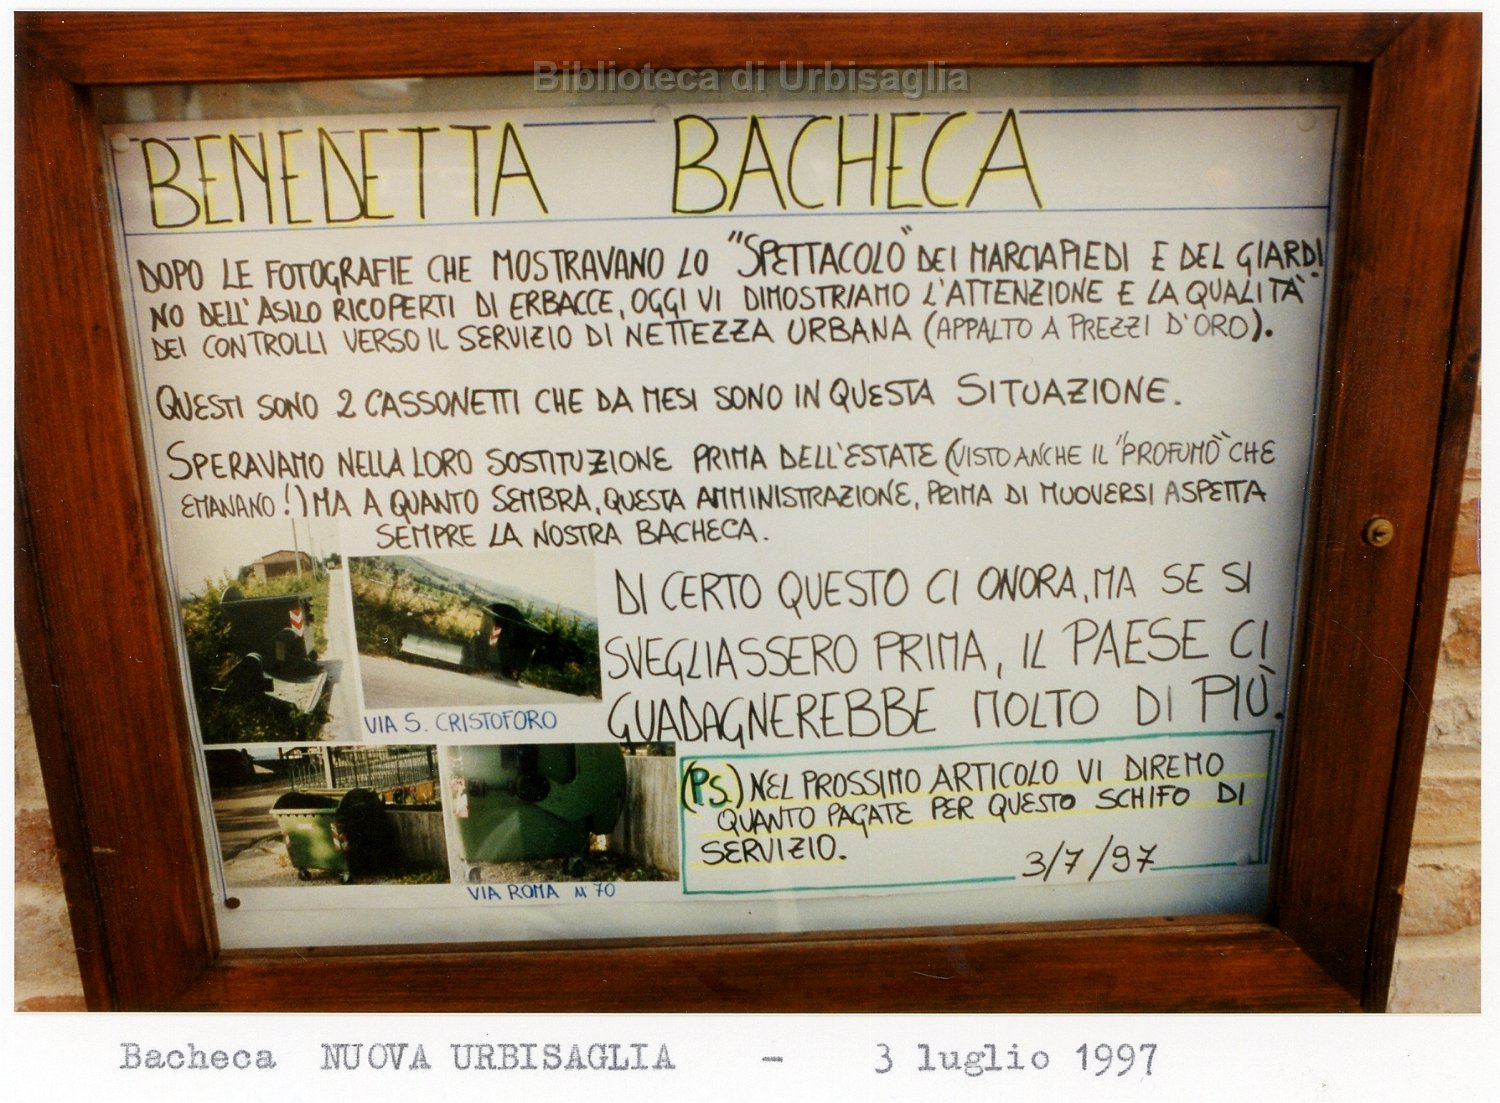 Biblioteca di Urbisaglia
BENEDETTA BACHECA
DOPO LE FOTOGRAFIE CHE MOSTRAVANO LO "SPETTACOLO" DEI MARCIAPIEDI E DEL GIARDI
NO DELL'ASILO RICOPERTI DI ERBACCE, OGGI VI DIMOSTRIAMO L'ATTENZIONE E LA QUALITÀ
DEI CONTROLLI VERSO IL SERVIZIO DI NETTEZZA URBANA (APPALTO A PREZZI D'ORO).
QUESTI SONO 2 CASSONETTI CHE DA MESI SONO IN QUESTA SITUAZIONE.
SPERAVAMO NELLA LORO SOSTITUZIONE PRIMA DELL'ESTATE (VISTO ANCHE IL "PROFUMO" CHE
EMANANO!) MA A QUANTO SEMBRA, QUESTA AMMINISTRAZIONE, PRIMA DI MUOVERSI ASPETTA
SEMPRE LA NOSTRA BACHECA.
DI CERTO QUESTO CI ONORA, MA SE SI
SVEGLIASSERO PRIMA, IL PAESE CI
GUADAGNEREBBE MOLTO DI PIÙ.
VIA S. CRISTOFORO
VIA ROMA N 70
(P.S.) NEL PROSSIMO ARTICOLO VI DIREMO
QUANTO PAGATE PER QUESTO SCHIFO DI
SERVIZIO.
3/7/97
Bacheca NUOVA URBISAGLIA - 3 luglio 1997